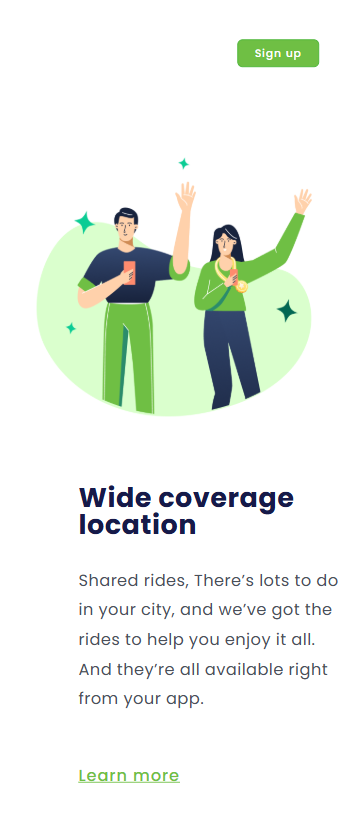 Sign up
Wide coverage
location
Shared rides, There’s lots to do
in your city, and we’ve got the
rides to help you enjoy it all.
And they’re all available right
from your app.
Learn more